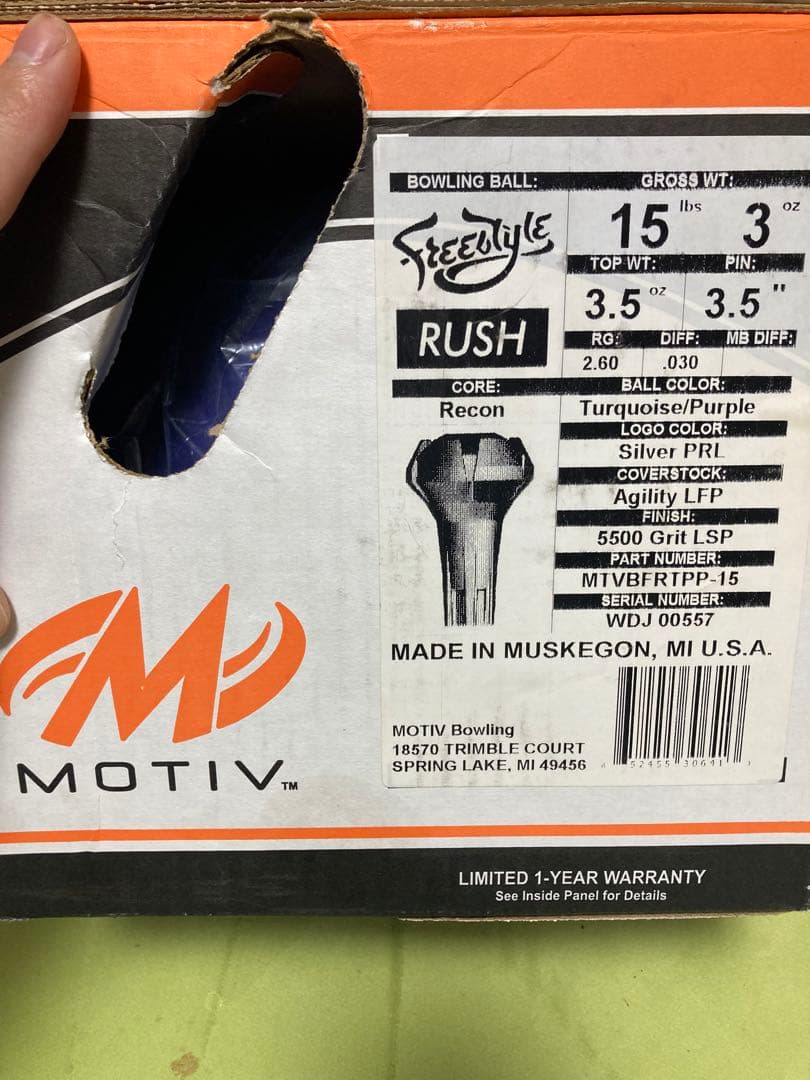 BOWLING BALL:
GROSS WT:
Freestyle
15 lbs 3 oz
TOP WT: PIN:
3.5 oz 3.5 "
RUSH
RG: DIFF: MB DIFF:
2.60 .030
CORE:
Recon
BALL COLOR:
Turquoise/Purple
LOGO COLOR:
Silver PRL
COVERSTOCK:
Agility LFP
FINISH:
5500 Grit LSP
PART NUMBER:
MTVBFRTPP-15
SERIAL NUMBER:
WDJ 00557
MADE IN MUSKEGON, MI U.S.A.
MOTIV Bowling
18570 TRIMBLE COURT
SPRING LAKE, MI 49456
52455 30641
M
MOTIV™
LIMITED 1-YEAR WARRANTY
See Inside Panel for Details